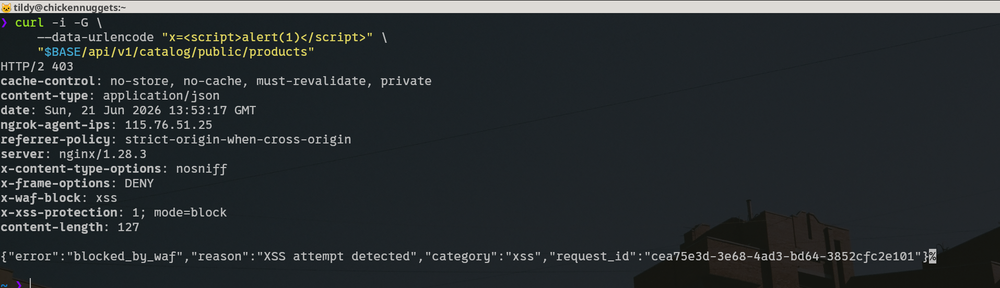 tildy@chickennuggets:~
❯ curl -i -G \
--data-urlencode "x=<script>alert(1)</script>" \
"$BASE/api/v1/catalog/public/products"
HTTP/2 403
cache-control: no-store, no-cache, must-revalidate, private
content-type: application/json
date: Sun, 21 Jun 2026 13:53:17 GMT
ngrok-agent-ips: 115.76.51.25
referrer-policy: strict-origin-when-cross-origin
server: nginx/1.28.3
x-content-type-options: nosniff
x-frame-options: DENY
x-waf-block: xss
x-xss-protection: 1; mode=block
content-length: 127
{"error":"blocked_by_waf","reason":"XSS attempt detected","category":"xss","request_id":"cea75e3d-3e68-4ad3-bd64-3852cfc2e101"}%
~ ❯